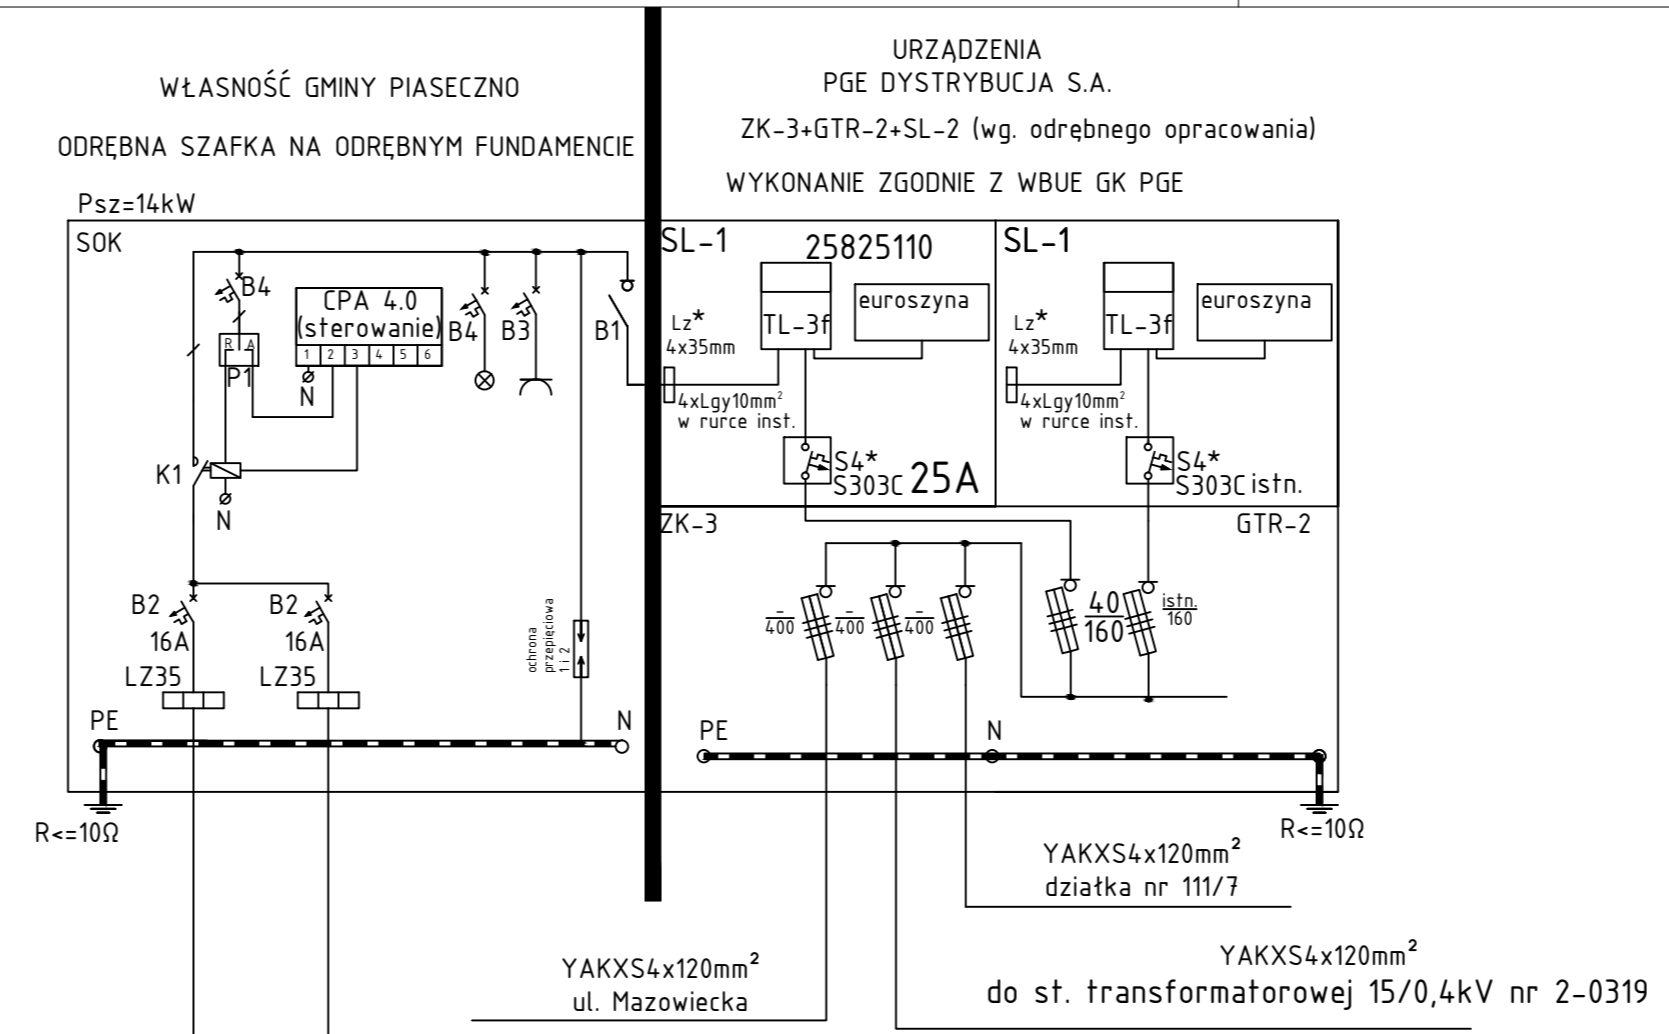 WŁASNOŚĆ GMINY PIASECZNO
ODRĘBNA SZAFKA NA ODRĘBNYM FUNDAMENCIE
URZĄDZENIA
PGE DYSTRYBUCJA S.A.
ZK-3+GTR-2+SL-2 (wg. odrębnego opracowania)
WYKONANIE ZGODNIE Z WBUE GK PGE
Psz=14kW
SOK
B4
CPA 4.0
(sterowanie)
1 2 3 4 5 6
R A
P1
N
B4
B3
B1
K1
N
B2
16A
B2
16A
LZ35
LZ35
ochrona
przepięciowa
1 i 2
PE
N
R<=10Ω
SL-1
25825110
TL-3f
euroszyna
Lz*
4x35mm
4xLgy10mm²
w rurce inst.
S4*
S303C 25A
SL-1
TL-3f
euroszyna
Lz*
4x35mm
4xLgy10mm²
w rurce inst.
S4*
S303C istn.
ZK-3
GTR-2
-
400
-
400
-
400
40
160
istn.
160
PE
N
R<=10Ω
YAKXS4x120mm²
działka nr 111/7
YAKXS4x120mm²
ul. Mazowiecka
YAKXS4x120mm²
do st. transformatorowej 15/0,4kV nr 2-0319